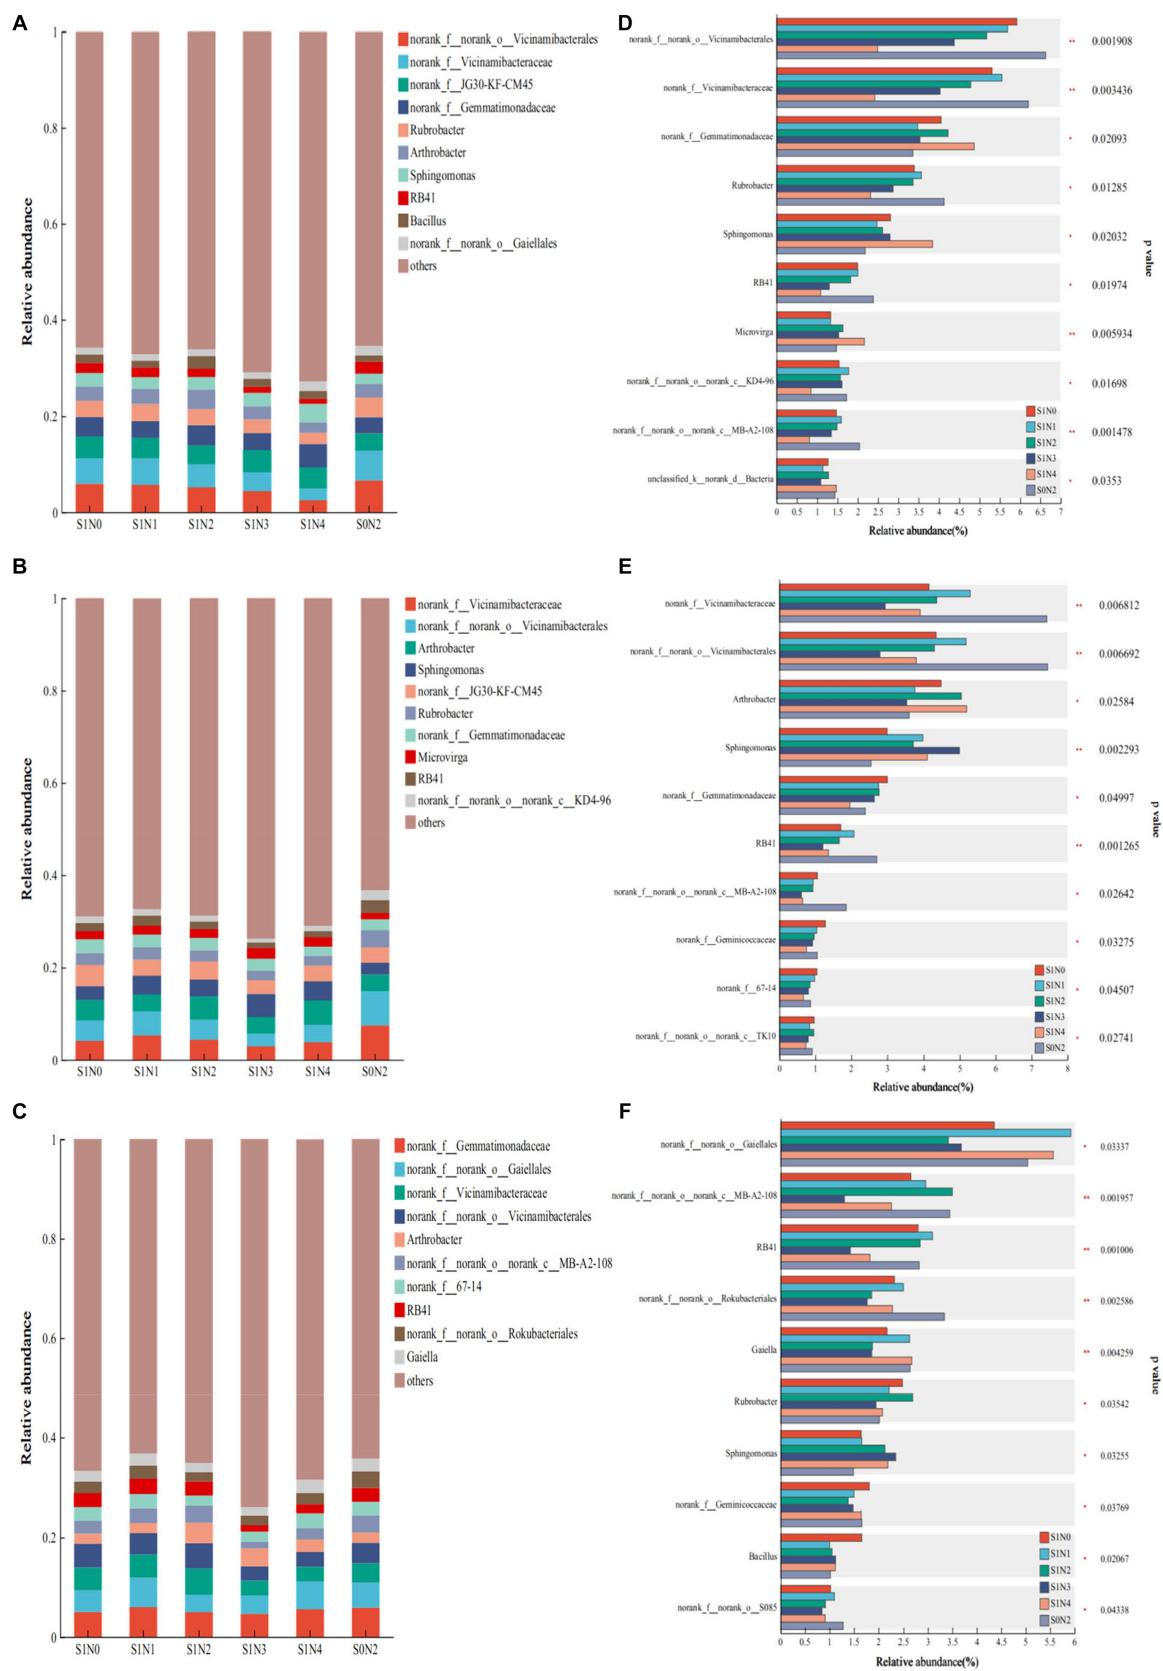 A
1
0.8
0.6
0.4
0.2
0
Relative abundance
S1N0 S1N1 S1N2 S1N3 S1N4 S0N2
norank_f__norank_o__Vicinamibacterales
norank_f__Vicinamibacteraceae
norank_f__JG30-KF-CM45
norank_f__Gemmatimonadaceae
Rubrobacter
Arthrobacter
Sphingomonas
RB41
Bacillus
norank_f__norank_o__Gaiellales
others
D
norank_f__norank_o__Vicinamibacterales ** 0.001908
norank_f__Vicinamibacteraceae ** 0.003436
norank_f__Gemmatimonadaceae * 0.02093
Rubrobacter * 0.01285
Sphingomonas * 0.02032
RB41 * 0.01974
Microvirga ** 0.005934
norank_f__norank_o__norank_c__KD4-96 * 0.01698
norank_f__norank_o__norank_c__MB-A2-108 ** 0.001478
unclassified_k__norank_d__Bacteria * 0.0353
p value
S1N0
S1N1
S1N2
S1N3
S1N4
S0N2
0 0.5 1 1.5 2 2.5 3 3.5 4 4.5 5 5.5 6 6.5 7
Relative abundance(%)
B
1
0.8
0.6
0.4
0.2
0
Relative abundance
S1N0 S1N1 S1N2 S1N3 S1N4 S0N2
norank_f__Vicinamibacteraceae
norank_f__norank_o__Vicinamibacterales
Arthrobacter
Sphingomonas
norank_f__JG30-KF-CM45
Rubrobacter
norank_f__Gemmatimonadaceae
Microvirga
RB41
norank_f__norank_o__norank_c__KD4-96
others
E
norank_f__Vicinamibacteraceae ** 0.006812
norank_f__norank_o__Vicinamibacterales ** 0.006692
Arthrobacter * 0.02584
Sphingomonas ** 0.002293
norank_f__Gemmatimonadaceae * 0.04997
RB41 ** 0.001265
norank_f__norank_o__norank_c__MB-A2-108 * 0.02642
norank_f__Geminicoccaceae * 0.03275
norank_f__67-14 * 0.04507
norank_f__norank_o__norank_c__TK10 * 0.02741
p value
S1N0
S1N1
S1N2
S1N3
S1N4
S0N2
0 1 2 3 4 5 6 7 8
Relative abundance(%)
C
1
0.8
0.6
0.4
0.2
0
Relative abundance
S1N0 S1N1 S1N2 S1N3 S1N4 S0N2
norank_f__Gemmatimonadaceae
norank_f__norank_o__Gaiellales
norank_f__Vicinamibacteraceae
norank_f__norank_o__Vicinamibacterales
Arthrobacter
norank_f__norank_o__norank_c__MB-A2-108
norank_f__67-14
RB41
norank_f__norank_o__Rokubacteriales
Gaiella
others
F
norank_f__norank_o__Gaiellales * 0.03337
norank_f__norank_o__norank_c__MB-A2-108 ** 0.001957
RB41 ** 0.001006
norank_f__norank_o__Rokubacteriales ** 0.002586
Gaiella ** 0.004259
Rubrobacter * 0.03542
Sphingomonas * 0.03255
norank_f__Geminicoccaceae * 0.03769
Bacillus * 0.02067
norank_f__norank_o__S085 * 0.04338
p value
S1N0
S1N1
S1N2
S1N3
S1N4
S0N2
0 0.5 1 1.5 2 2.5 3 3.5 4 4.5 5 5.5 6
Relative abundance(%)